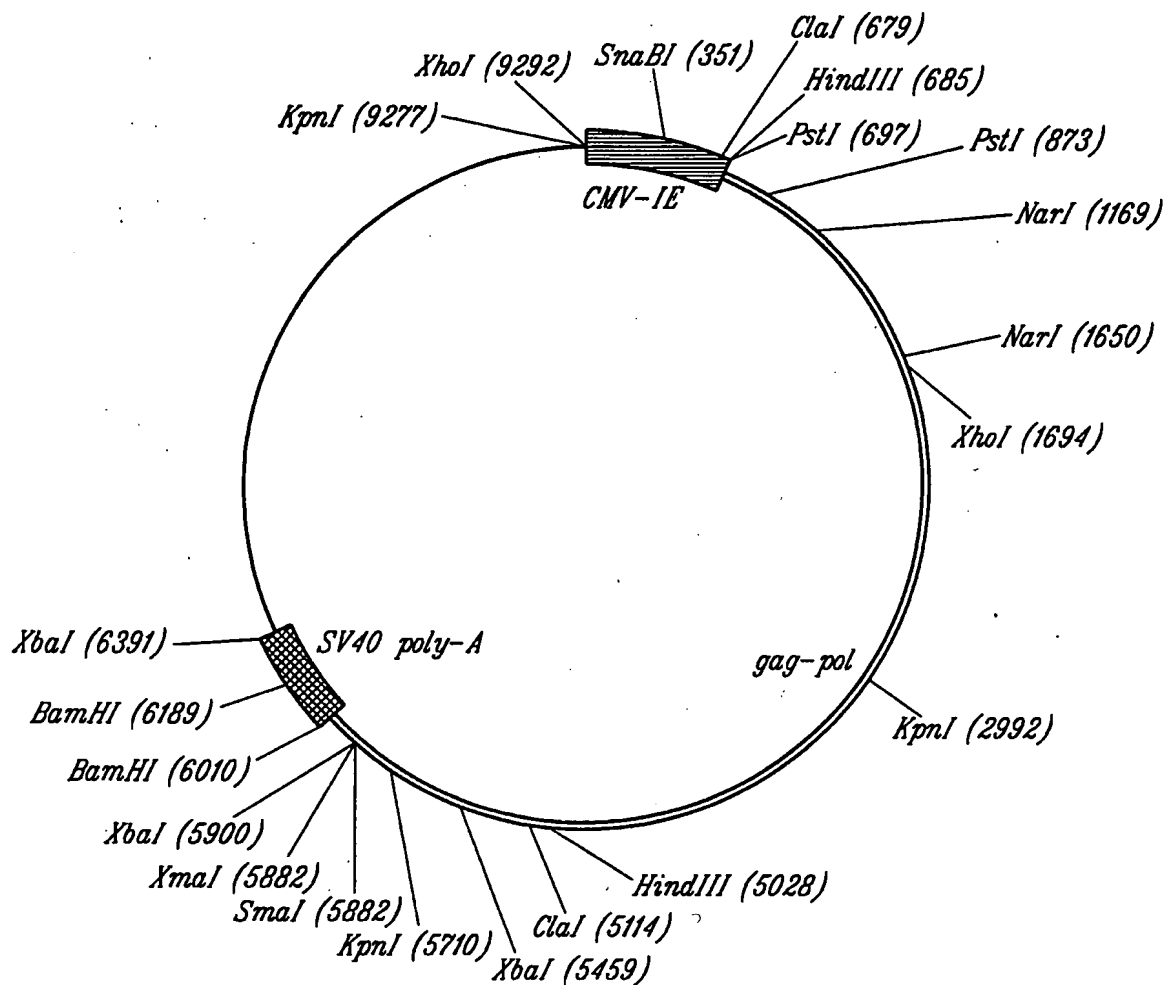 ClaI (679)
SnaBI (351)
XhoI (9292)
HindIII (685)
KpnI (9277)
PstI (697)
PstI (873)
CMV-IE
NarI (1169)
NarI (1650)
XhoI (1694)
SV40 poly-A
XbaI (6391)
gag-pol
BamHI (6189)
KpnI (2992)
BamHI (6010)
XbaI (5900)
XmaI (5882)
HindIII (5028)
SmaI (5882)
ClaI (5114)
KpnI (5710)
XbaI (5459)